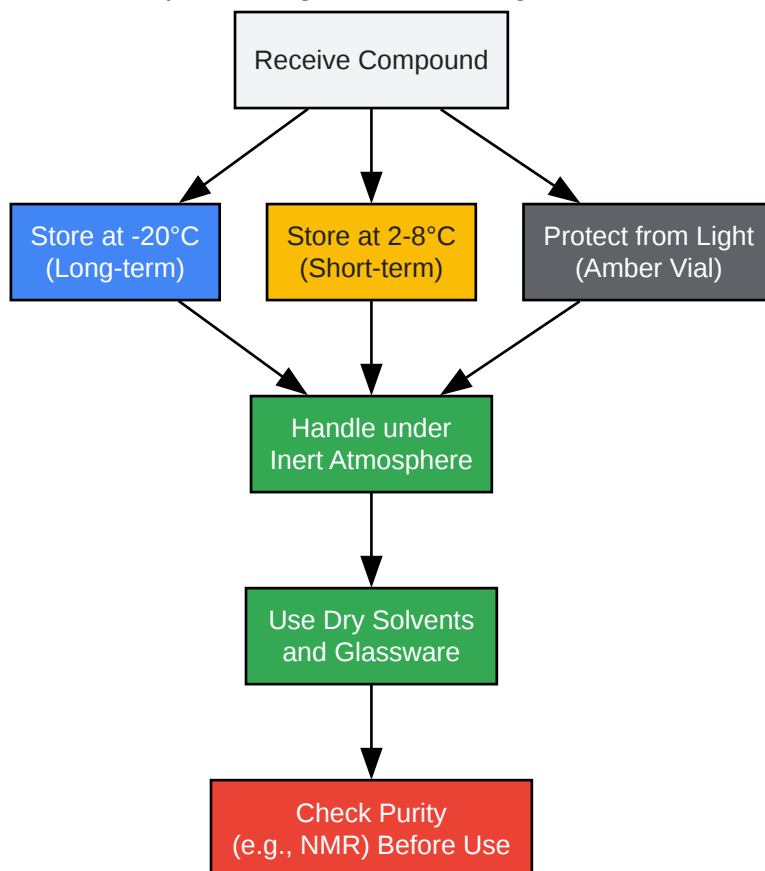 Receive Compound
Store at -20°C
(Long-term)
Store at 2-8°C
(Short-term)
Protect from Light
(Amber Vial)
Handle under
Inert Atmosphere
Use Dry Solvents
and Glassware
Check Purity
(e.g., NMR) Before Use